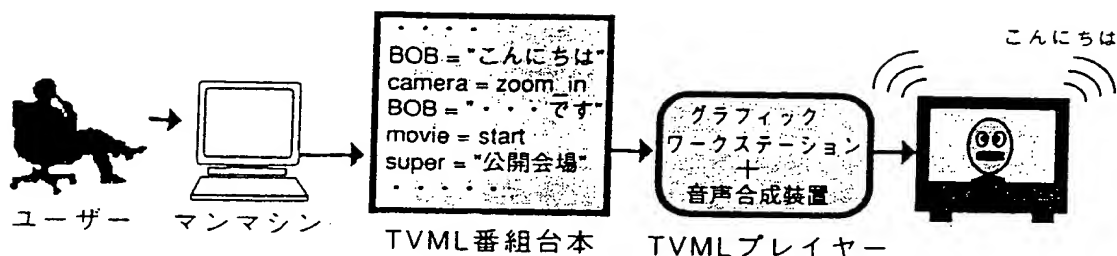 こんにちは
・・・・
BOB = "こんにちは"
camera = zoom_in
BOB = "・・・です"
movie = start
super = "公開会場"
・・・・・
グラフィック
ワークステーション
+
音声合成装置
ユーザー
マンマシン
TVML番組台本
TVMLプレイヤー